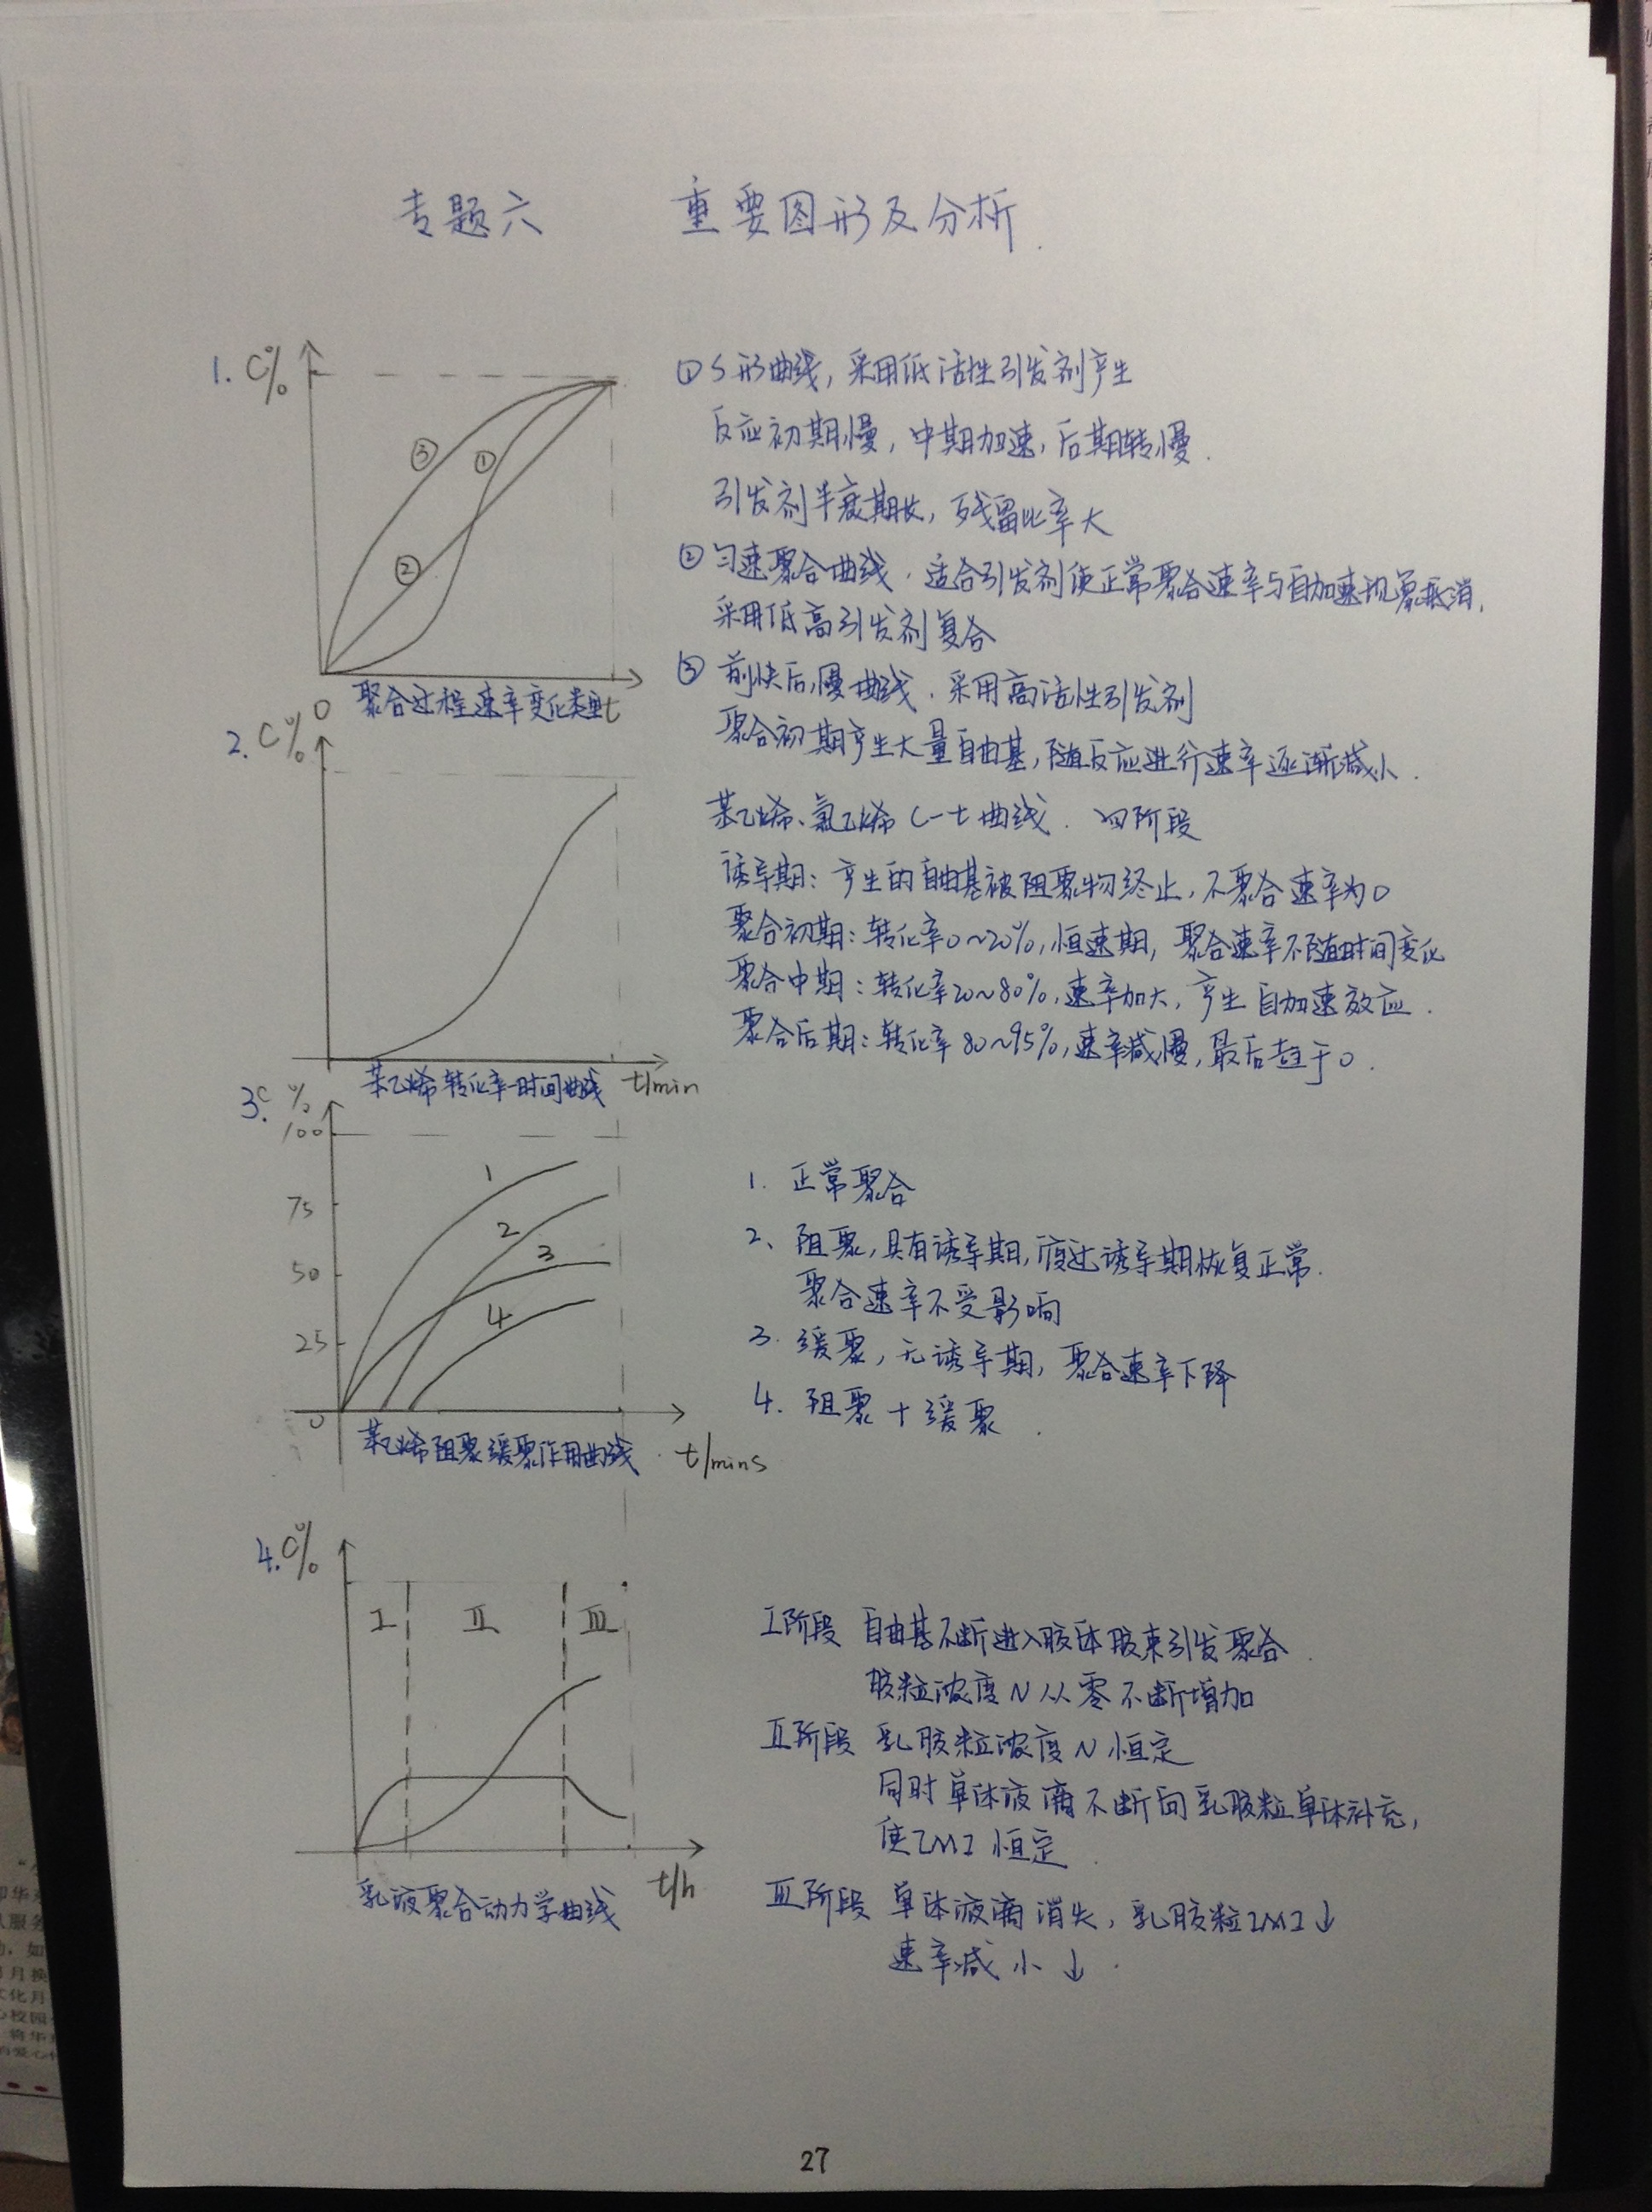 专题六 重要图形及分析.
1. C%
③
①
②
0
聚合过程速率变化类型 t
①S形曲线, 采用低活性引发剂产生
反应初期慢, 中期加速, 后期转慢.
引发剂半衰期长, 残留比率大
②匀速聚合曲线. 适合引发剂使正常聚合速率与自加速现象抵消,
采用低高引发剂复合
③ 前快后慢曲线. 采用高活性引发剂
聚合初期产生大量自由基, 随反应进行速率逐渐减小.
2. C%
苯乙烯转化率-时间曲线 t/min
苯乙烯、氯乙烯 C-t 曲线. 四阶段
诱导期: 产生的自由基被阻聚物终止, 不聚合速率为0
聚合初期: 转化率0~20%, 恒速期, 聚合速率不随时间变化
聚合中期: 转化率20~80%, 速率加大, 产生自加速效应.
聚合后期: 转化率80~95%, 速率减慢, 最后趋于0.
3. C %
100
75
50
25
0
1
2
3
4
苯乙烯阻聚缓聚作用曲线 t/mins
1. 正常聚合
2、阻聚, 具有诱导期, 度过诱导期恢复正常.
聚合速率不受影响
3. 缓聚, 无诱导期, 聚合速率下降
4. 阻聚+缓聚.
4. C%
I II III
乳液聚合动力学曲线 t/h
I阶段 自由基不断进入胶体胶束引发聚合.
胶粒浓度N从零不断增加
II阶段 乳胶粒浓度N恒定
同时单体液滴不断向乳胶粒单体补充,
使[M]恒定.
III阶段 单体液滴消失, 乳胶粒[M]↓
速率减小↓.
27